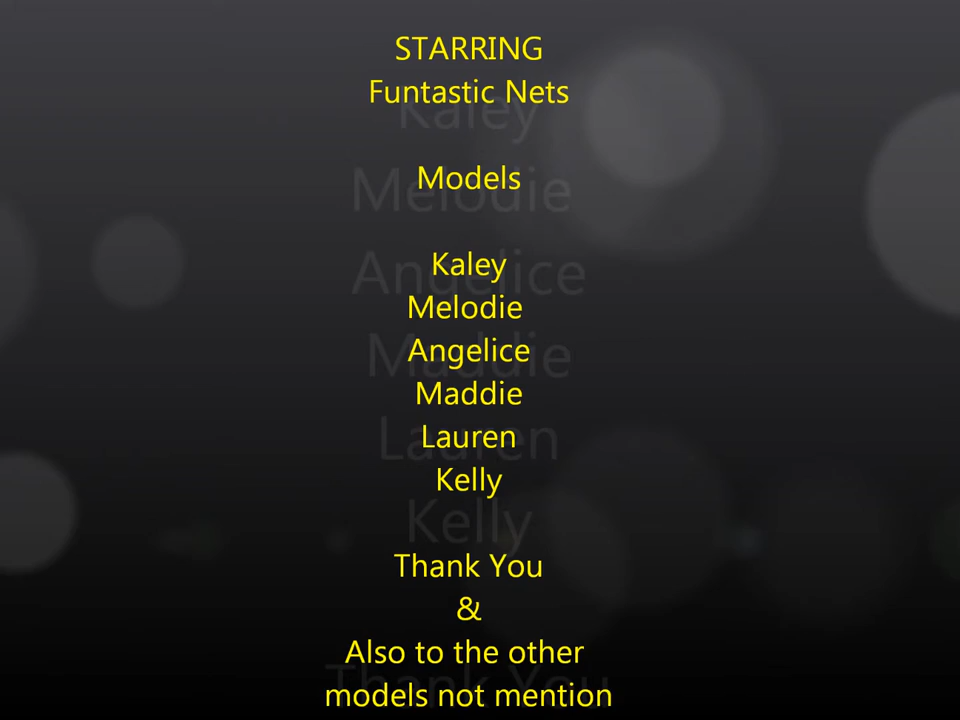 STARRING
Funtastic Nets
Models
Kaley
Melodie
Angelice
Maddie
Lauren
Kelly
Thank You
&
Also to the other
models not mention